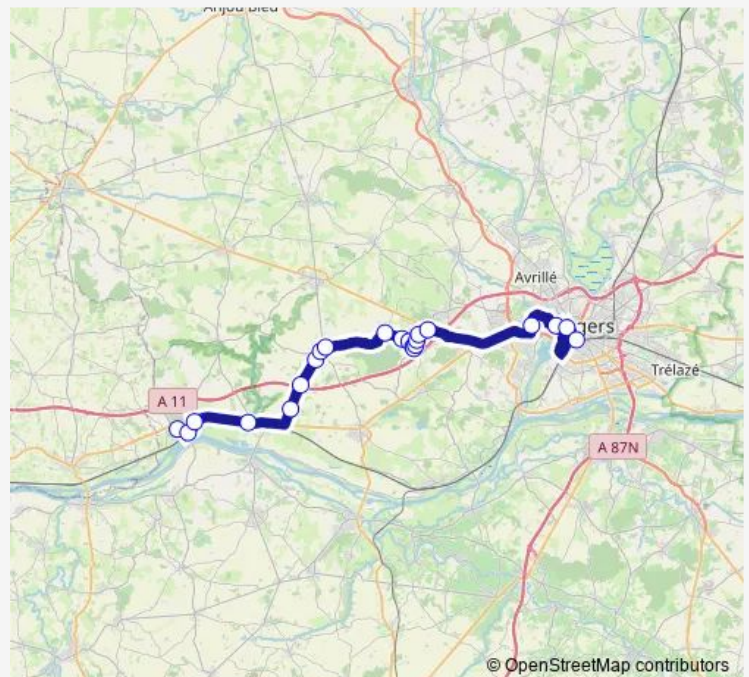 Anjou Bleu
Avrillé
gers
Trélazé
A 11
A 87N
© OpenStreetMap contributors